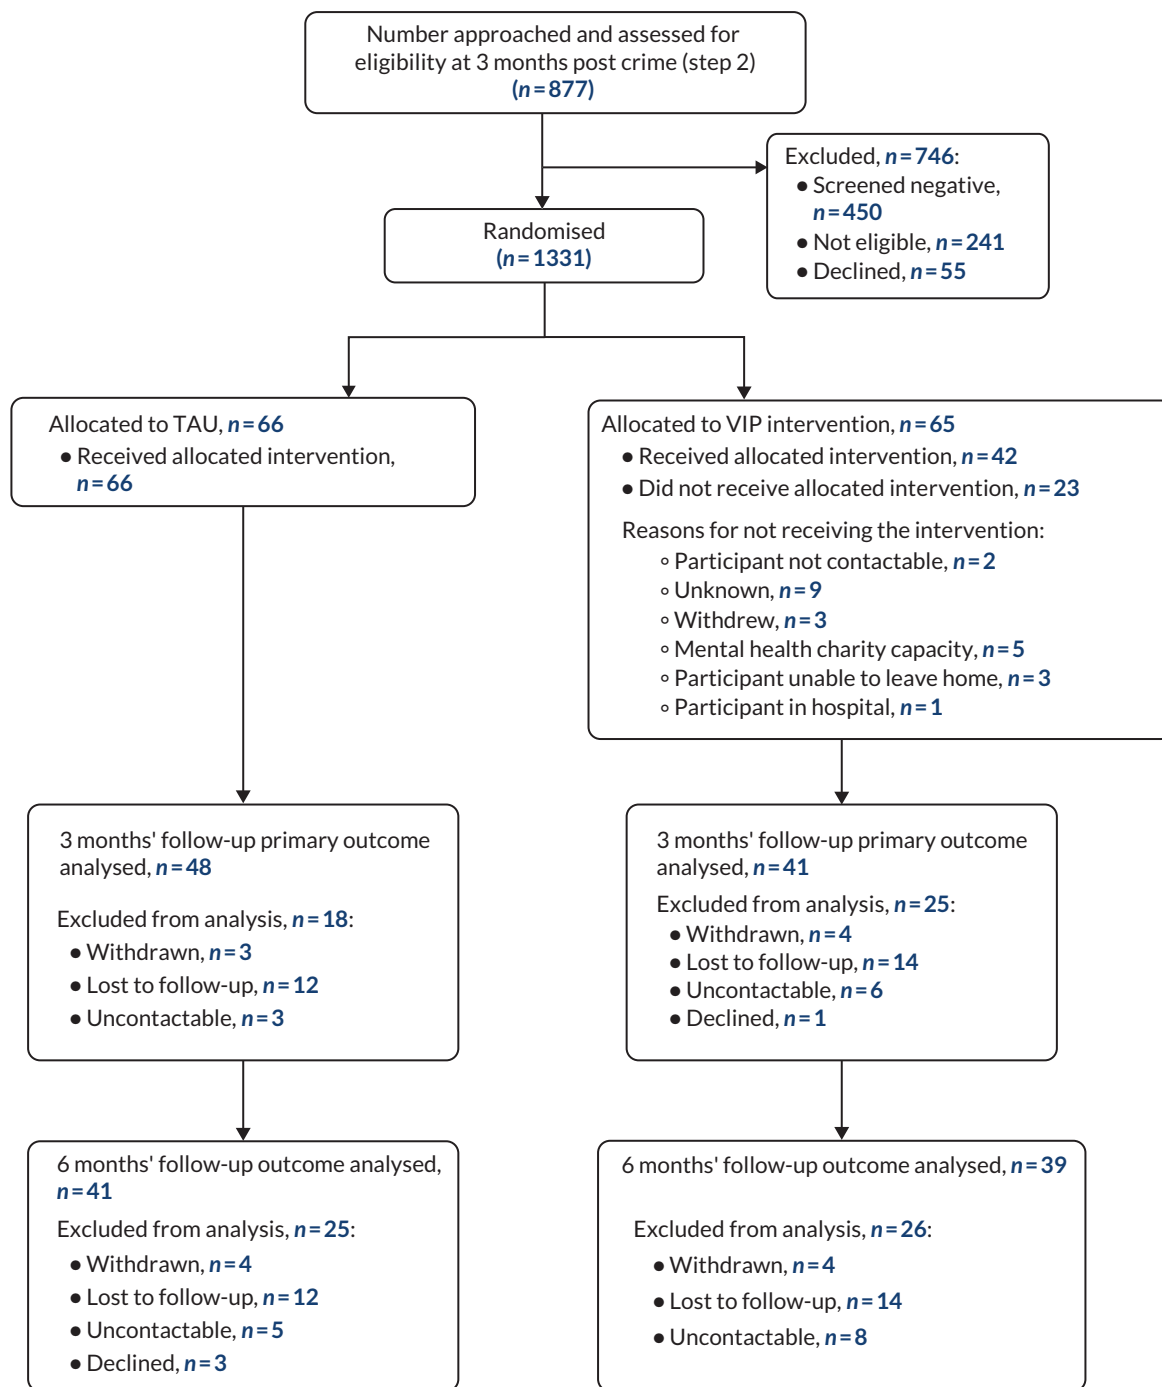 Number approached and assessed for
eligibility at 3 months post crime (step 2)
(n=877)
Excluded, n=746:
● Screened negative,
n=450
● Not eligible, n=241
● Declined, n=55
Randomised
(n=1331)
Allocated to TAU, n=66
● Received allocated intervention,
n=66
Allocated to VIP intervention, n=65
● Received allocated intervention, n=42
● Did not receive allocated intervention, n=23
Reasons for not receiving the intervention:
○ Participant not contactable, n=2
○ Unknown, n=9
○ Withdrew, n=3
○ Mental health charity capacity, n=5
○ Participant unable to leave home, n=3
○ Participant in hospital, n=1
3 months' follow-up primary outcome
analysed, n=48
Excluded from analysis, n=18:
● Withdrawn, n=3
● Lost to follow-up, n=12
● Uncontactable, n=3
3 months' follow-up primary outcome
analysed, n=41
Excluded from analysis, n=25:
● Withdrawn, n=4
● Lost to follow-up, n=14
● Uncontactable, n=6
● Declined, n=1
6 months' follow-up outcome analysed,
n=41
Excluded from analysis, n=25:
● Withdrawn, n=4
● Lost to follow-up, n=12
● Uncontactable, n=5
● Declined, n=3
6 months' follow-up outcome analysed, n=39
Excluded from analysis, n=26:
● Withdrawn, n=4
● Lost to follow-up, n=14
● Uncontactable, n=8